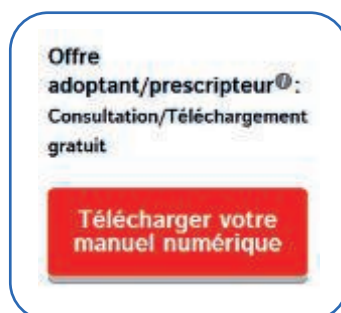 Offre
adoptant/prescripteur :
Consultation/Téléchargement
gratuit
Télécharger votre
manuel numérique